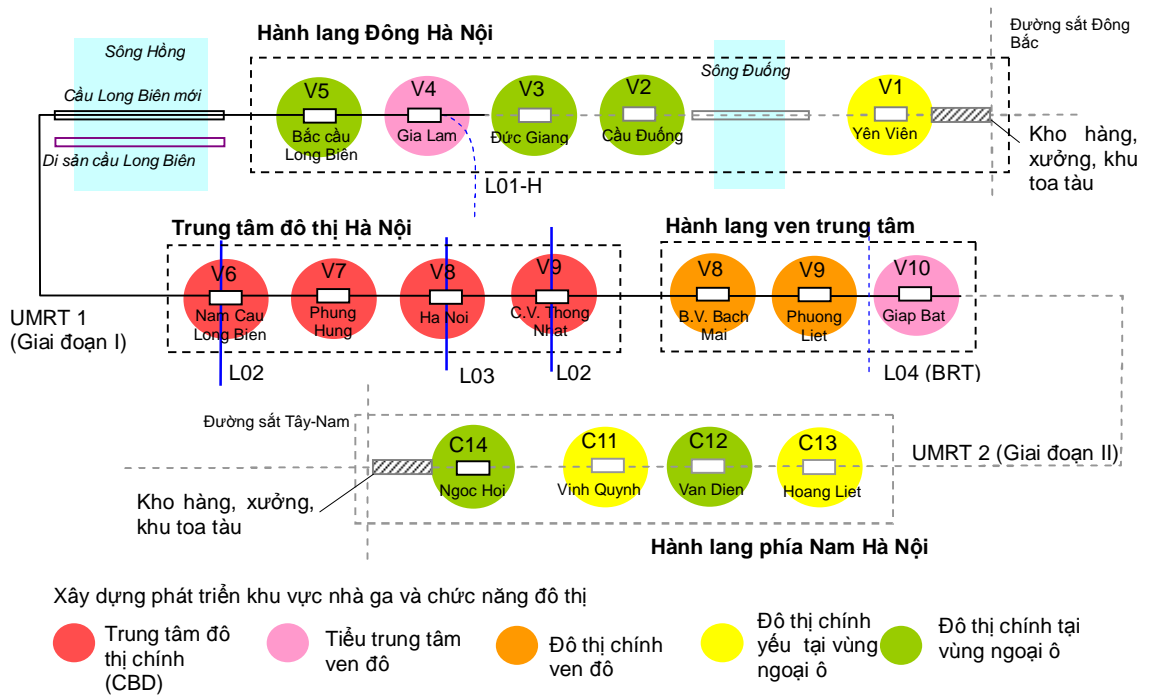 Hành lang Đông Hà Nội
Đường sắt Đông
Bắc
Sông Hồng
Sông Đuống
Cầu Long Biên mới
Di sản cầu Long Biên
V5
Bắc cầu
Long Biên
V4
Gia Lam
V3
Đức Giang
V2
Cầu Đuống
V1
Yên Viên
Kho hàng,
xưởng, khu
toa tàu
L01-H
Trung tâm đô thị Hà Nội
Hành lang ven trung tâm
V6
Nam Cau
Long Bien
V7
Phung
Hung
V8
Ha Noi
V9
C.V. Thong
Nhat
V8
B.V. Bach
Mai
V9
Phuong
Liet
V10
Giap Bat
UMRT 1
(Giai đoạn I)
L02
L03
L02
L04 (BRT)
Đường sắt Tây-Nam
C14
Ngoc Hoi
C11
Vinh Quynh
C12
Van Dien
C13
Hoang Liet
UMRT 2 (Giai đoạn II)
Kho hàng, xưởng,
khu toa tàu
Hành lang phía Nam Hà Nội
Xây dựng phát triển khu vực nhà ga và chức năng đô thị
Trung tâm đô
thị chính
(CBD)
Tiểu trung tâm
ven đô
Đô thị chính
ven đô
Đô thị chính
yếu tại vùng
ngoại ô
Đô thị chính tại
vùng ngoại ô